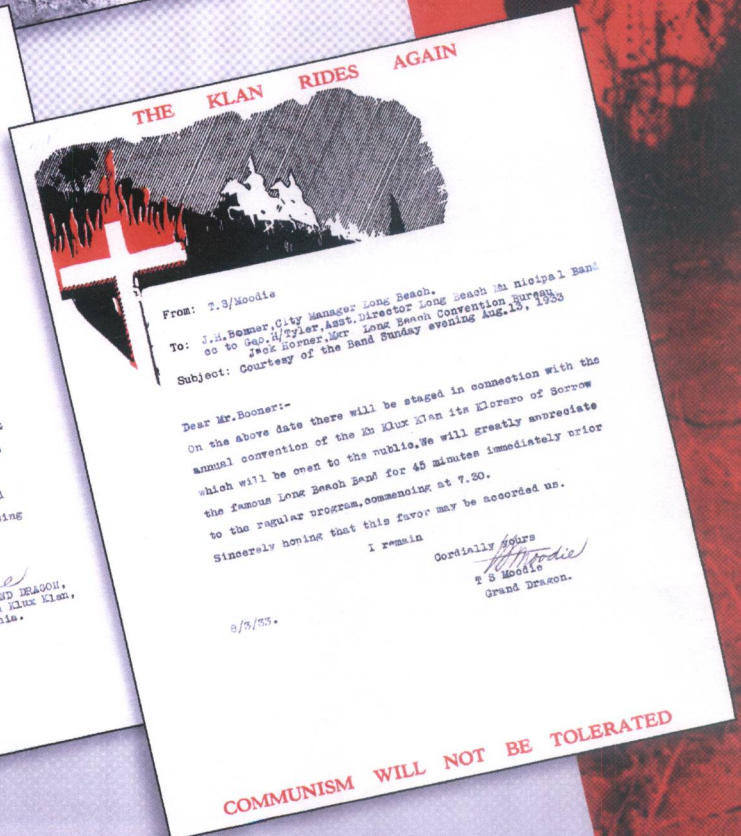 THE KLAN RIDES AGAIN
From: T.S/Moodie
To: J.H.Bonner,City Manager Long Beach.
cc to Geo.H/Tyler,Asst.Director Long Beach Mu nicipal Band
Jack Horner,Mgr Long Beach Convention Bureau
Subject: Courtesy of the Band Sunday evening Aug.13, 1933
Dear Mr.Booner:-
On the above date there will be staged in connection with the
annual convention of the Ku Klux Klan its Klorero of Sorrow
which will be open to the public.We will greatly appreciate
the famous Long Beach Band for 45 minutes immediately prior
to the regular program,commencing at 7.30.
Sincerely hoping that this favor may be accorded us.
I remain
Cordially yours
T S Moodie
T S Moodie
Grand Dragon.
8/3/33.
COMMUNISM WILL NOT BE TOLERATED
ing
ND DRAGON,
Klux Klan,
nia.